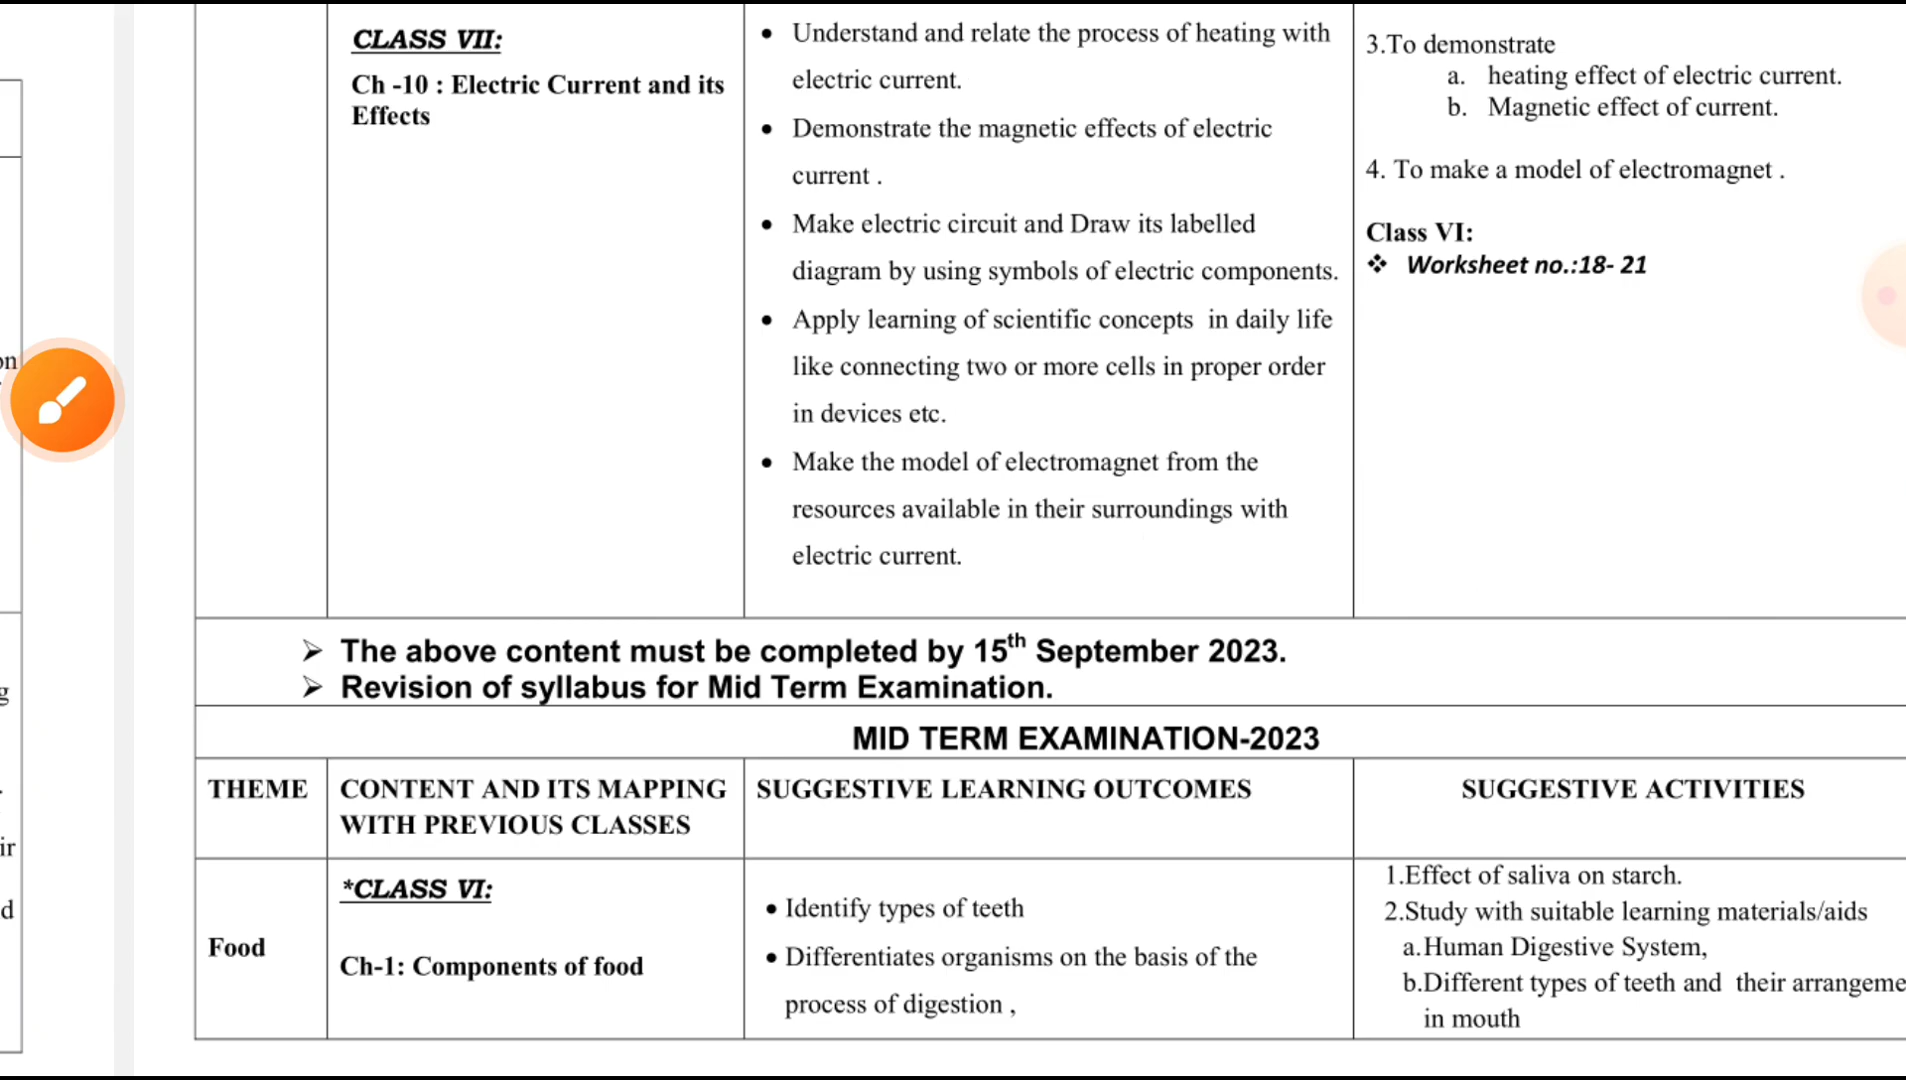 CLASS VII:
Ch -10 : Electric Current and its
Effects
• Understand and relate the process of heating with
electric current.
• Demonstrate the magnetic effects of electric
current .
• Make electric circuit and Draw its labelled
diagram by using symbols of electric components.
• Apply learning of scientific concepts in daily life
like connecting two or more cells in proper order
in devices etc.
• Make the model of electromagnet from the
resources available in their surroundings with
electric current.
3.To demonstrate
a. heating effect of electric current.
b. Magnetic effect of current.
4. To make a model of electromagnet .
Class VI:
❖ Worksheet no.:18- 21
➢ The above content must be completed by 15th September 2023.
➢ Revision of syllabus for Mid Term Examination.
MID TERM EXAMINATION-2023
THEME
CONTENT AND ITS MAPPING
WITH PREVIOUS CLASSES
SUGGESTIVE LEARNING OUTCOMES
SUGGESTIVE ACTIVITIES
Food
*CLASS VI:
Ch-1: Components of food
• Identify types of teeth
• Differentiates organisms on the basis of the
process of digestion ,
1.Effect of saliva on starch.
2.Study with suitable learning materials/aids
a.Human Digestive System,
b.Different types of teeth and their arrangeme
in mouth